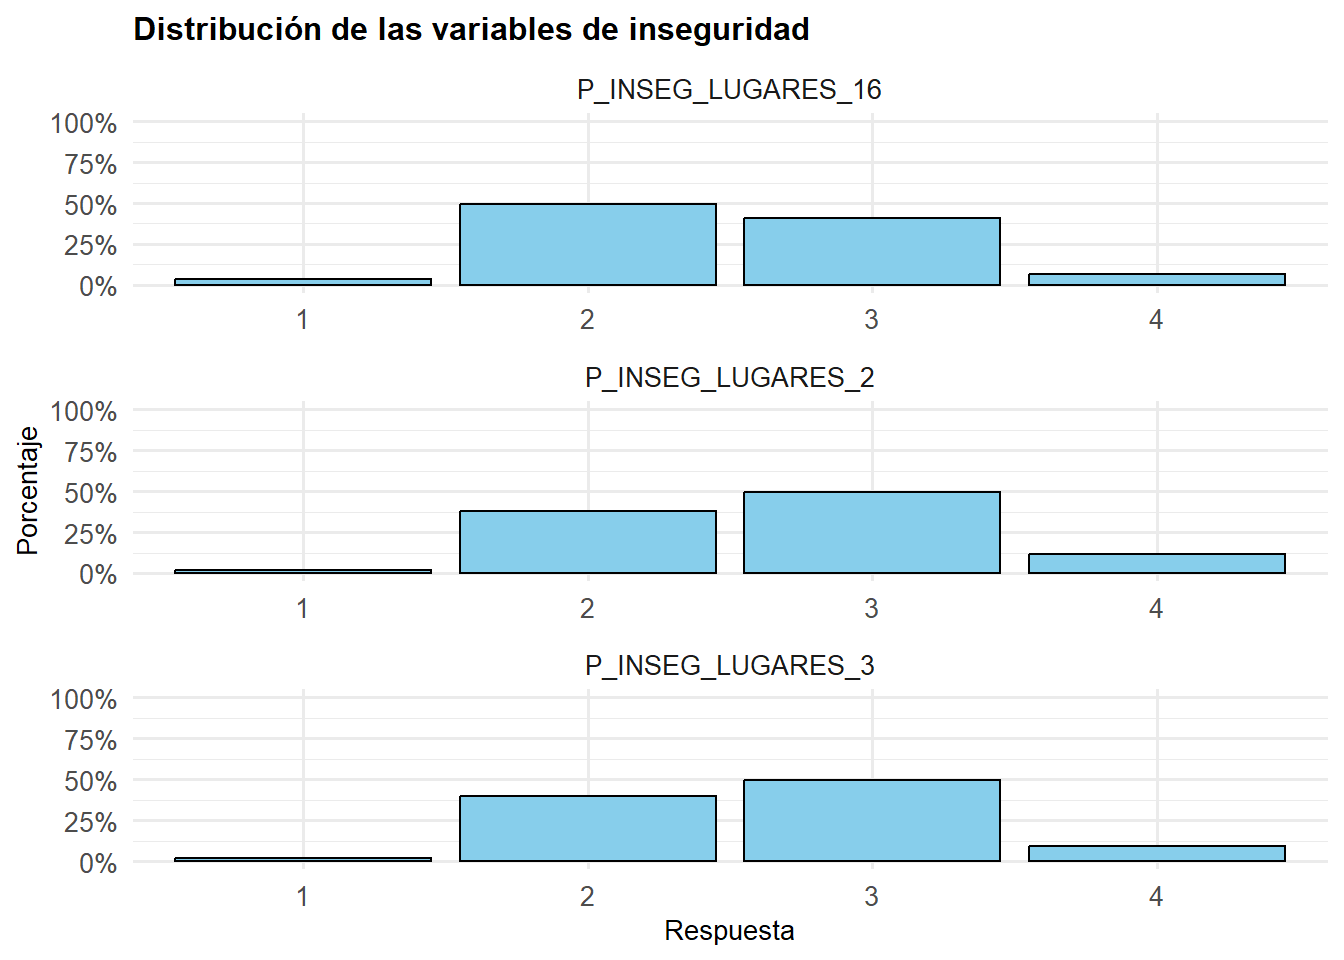 Distribución de las variables de inseguridad
P_INSEG_LUGARES_16
100%
75%
50%
25%
0%
1 2 3 4
P_INSEG_LUGARES_2
100%
75%
50%
25%
0%
1 2 3 4
P_INSEG_LUGARES_3
100%
75%
50%
25%
0%
1 2 3 4
Porcentaje
Respuesta